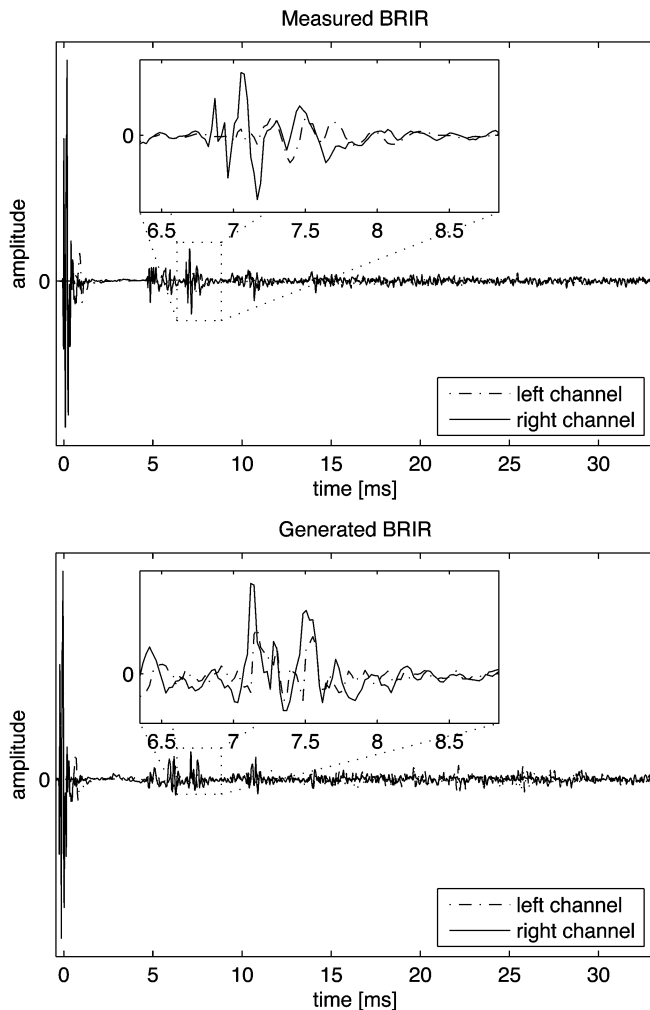 Measured BRIR
amplitude
0
0
6.5 7 7.5 8 8.5
left channel
right channel
0 5 10 15 20 25 30
time [ms]
Generated BRIR
amplitude
0
0
6.5 7 7.5 8 8.5
left channel
right channel
0 5 10 15 20 25 30
time [ms]